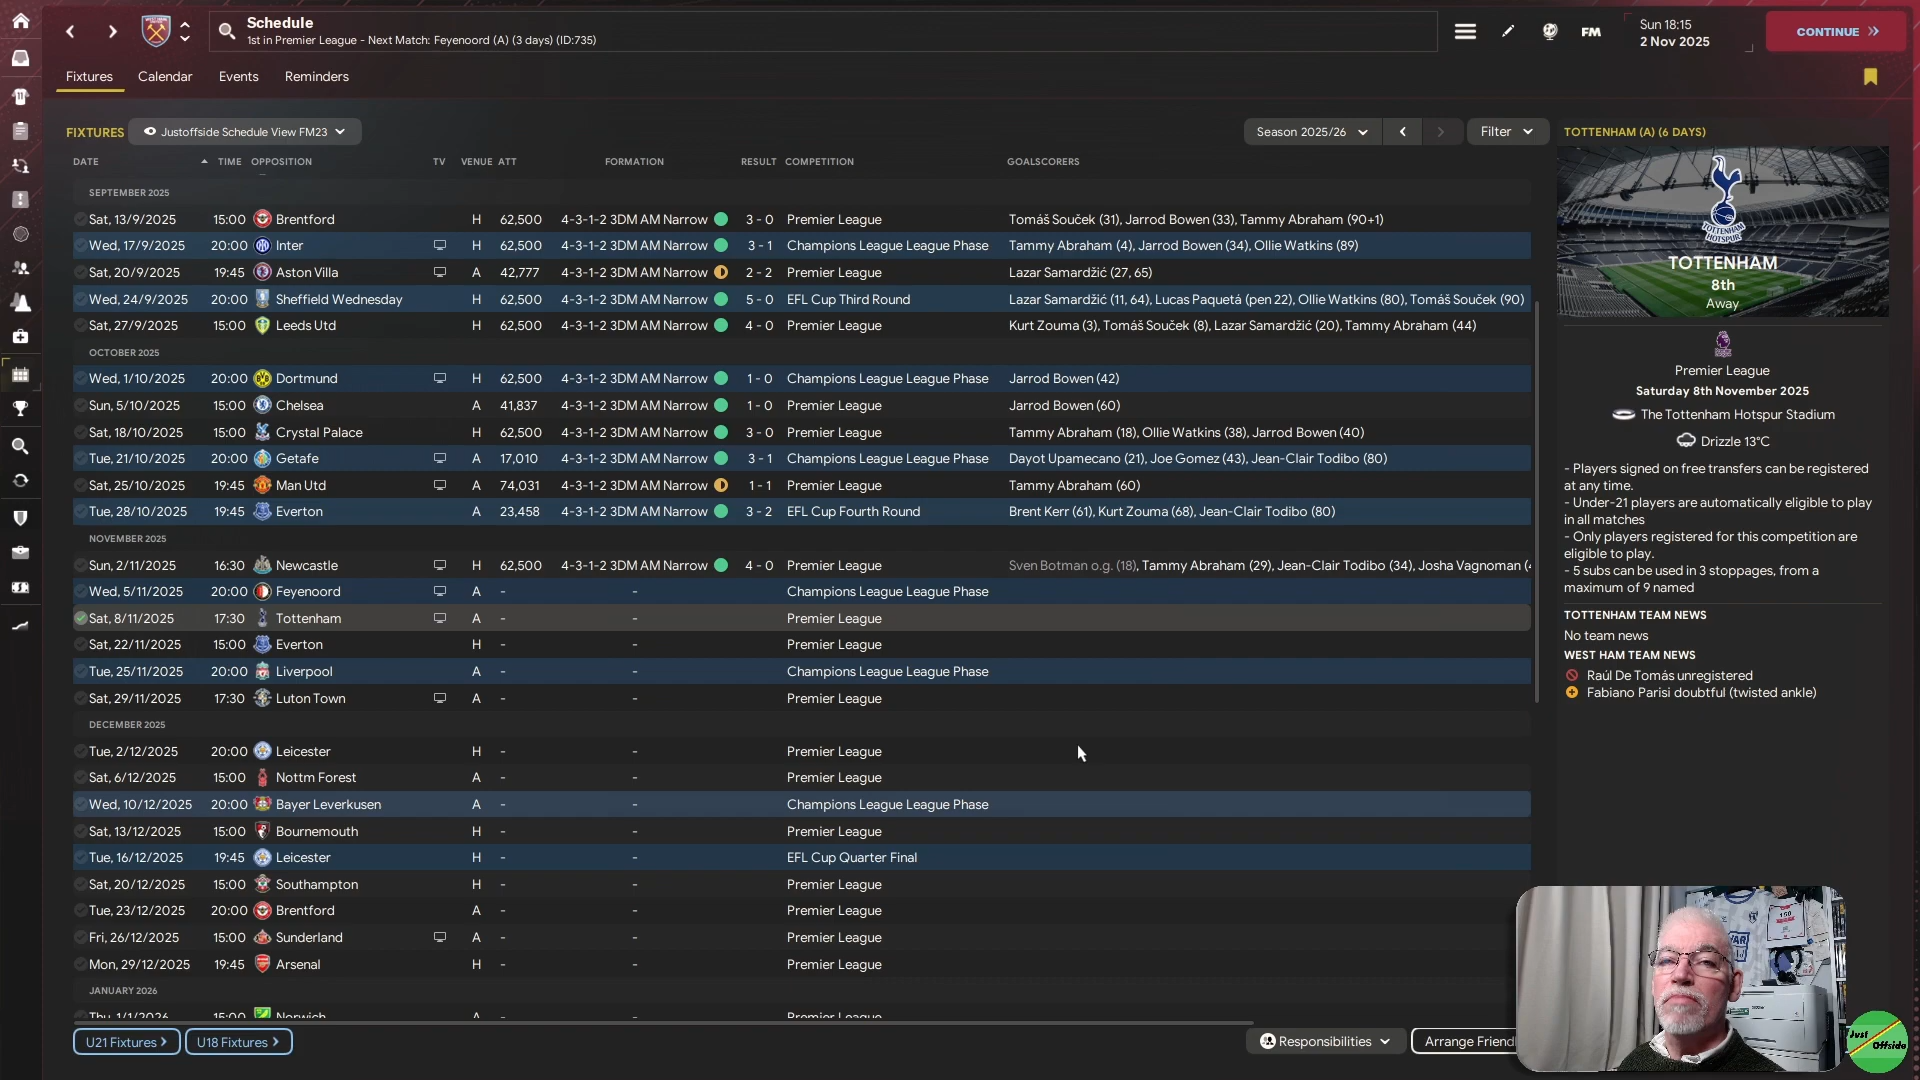 Schedule
1st in Premier League - Next Match: Feyenoord (A) (3 days) (ID:735)
FM
Sun 18:15
2 Nov 2025
CONTINUE
Fixtures Calendar Events Reminders
FIXTURES Justoffside Schedule View FM23 Season 2025/26 Filter
DATE TIME OPPOSITION TV VENUE ATT FORMATION RESULT COMPETITION GOALSCORERS
SEPTEMBER 2025
Sat, 13/9/2025 15:00 Brentford H 62,500 4-3-1-2 3DM AM Narrow 3 - 0 Premier League Tomáš Souček (31), Jarrod Bowen (33), Tammy Abraham (90+1)
Wed, 17/9/2025 20:00 Inter H 62,500 4-3-1-2 3DM AM Narrow 3 - 1 Champions League League Phase Tammy Abraham (4), Jarrod Bowen (34), Ollie Watkins (89)
Sat, 20/9/2025 19:45 Aston Villa A 42,777 4-3-1-2 3DM AM Narrow 2 - 2 Premier League Lazar Samardžić (27, 65)
Wed, 24/9/2025 20:00 Sheffield Wednesday H 62,500 4-3-1-2 3DM AM Narrow 5 - 0 EFL Cup Third Round Lazar Samardžić (11, 64), Lucas Paquetá (pen 22), Ollie Watkins (80), Tomáš Souček (90)
Sat, 27/9/2025 15:00 Leeds Utd H 62,500 4-3-1-2 3DM AM Narrow 4 - 0 Premier League Kurt Zouma (3), Tomáš Souček (8), Lazar Samardžić (20), Tammy Abraham (44)
OCTOBER 2025
Wed, 1/10/2025 20:00 Dortmund H 62,500 4-3-1-2 3DM AM Narrow 1 - 0 Champions League League Phase Jarrod Bowen (42)
Sun, 5/10/2025 15:00 Chelsea A 41,837 4-3-1-2 3DM AM Narrow 1 - 0 Premier League Jarrod Bowen (60)
Sat, 18/10/2025 15:00 Crystal Palace H 62,500 4-3-1-2 3DM AM Narrow 3 - 0 Premier League Tammy Abraham (18), Ollie Watkins (38), Jarrod Bowen (40)
Tue, 21/10/2025 20:00 Getafe A 17,010 4-3-1-2 3DM AM Narrow 3 - 1 Champions League League Phase Dayot Upamecano (21), Joe Gomez (43), Jean-Clair Todibo (80)
Sat, 25/10/2025 19:45 Man Utd A 74,031 4-3-1-2 3DM AM Narrow 1 - 1 Premier League Tammy Abraham (60)
Tue, 28/10/2025 19:45 Everton A 23,458 4-3-1-2 3DM AM Narrow 3 - 2 EFL Cup Fourth Round Brent Kerr (61), Kurt Zouma (68), Jean-Clair Todibo (80)
NOVEMBER 2025
Sun, 2/11/2025 16:30 Newcastle H 62,500 4-3-1-2 3DM AM Narrow 4 - 0 Premier League Sven Botman o.g. (18), Tammy Abraham (29), Jean-Clair Todibo (34), Josha Vagnoman (4
Wed, 5/11/2025 20:00 Feyenoord A - - Champions League League Phase
Sat, 8/11/2025 17:30 Tottenham A - - Premier League
Sat, 22/11/2025 15:00 Everton H - - Premier League
Tue, 25/11/2025 20:00 Liverpool A - - Champions League League Phase
Sat, 29/11/2025 17:30 Luton Town A - - Premier League
DECEMBER 2025
Tue, 2/12/2025 20:00 Leicester H - - Premier League
Sat, 6/12/2025 15:00 Nottm Forest A - - Premier League
Wed, 10/12/2025 20:00 Bayer Leverkusen A - - Champions League League Phase
Sat, 13/12/2025 15:00 Bournemouth H - - Premier League
Tue, 16/12/2025 19:45 Leicester H - - EFL Cup Quarter Final
Sat, 20/12/2025 15:00 Southampton H - - Premier League
Tue, 23/12/2025 20:00 Brentford A - - Premier League
Fri, 26/12/2025 15:00 Sunderland A - - Premier League
Mon, 29/12/2025 19:45 Arsenal H - - Premier League
JANUARY 2026
Thu, 1/1/2026 15:00 Norwich A - - Premier League
U21 Fixtures U18 Fixtures Responsibilities Arrange Friend
TOTTENHAM (A) (6 DAYS)
TOTTENHAM
HOTSPUR
TOTTENHAM
8th
Away
Premier League
Saturday 8th November 2025
The Tottenham Hotspur Stadium
Drizzle 13°C
- Players signed on free transfers can be registered
at any time.
- Under-21 players are automatically eligible to play
in all matches
- Only players registered for this competition are
eligible to play.
- 5 subs can be used in 3 stoppages, from a
maximum of 9 named
TOTTENHAM TEAM NEWS
No team news
WEST HAM TEAM NEWS
Raúl De Tomás unregistered
Fabiano Parisi doubtful (twisted ankle)
Just
Offside